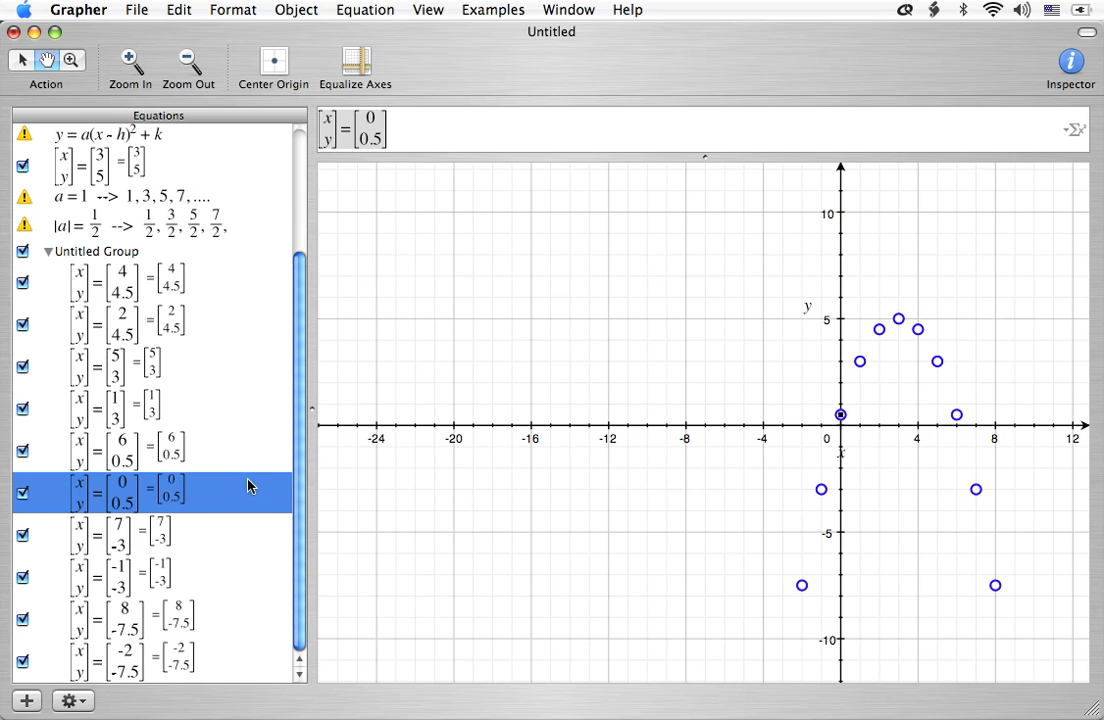 Grapher File Edit Format Object Equation View Examples Window Help
Untitled
Action Zoom In Zoom Out Center Origin Equalize Axes Inspector
Equations
y = a(x - h)² + k
[x y] = [3 5] = [3 5]
a = 1 --> 1, 3, 5, 7, ....
|a| = 1/2 --> 1/2, 3/2, 5/2, 7/2,
Untitled Group
[x y] = [4 4.5] = [4 4.5]
[x y] = [2 4.5] = [2 4.5]
[x y] = [5 3] = [5 3]
[x y] = [1 3] = [1 3]
[x y] = [6 0.5] = [6 0.5]
[x y] = [0 0.5] = [0 0.5]
[x y] = [7 -3] = [7 -3]
[x y] = [-1 -3] = [-1 -3]
[x y] = [8 -7.5] = [8 -7.5]
[x y] = [-2 -7.5] = [-2 -7.5]
[x y] = [0 0.5]
Σx²
10
y
5
-24 -20 -16 -12 -8 -4 0 4 8 12
x
-5
-10